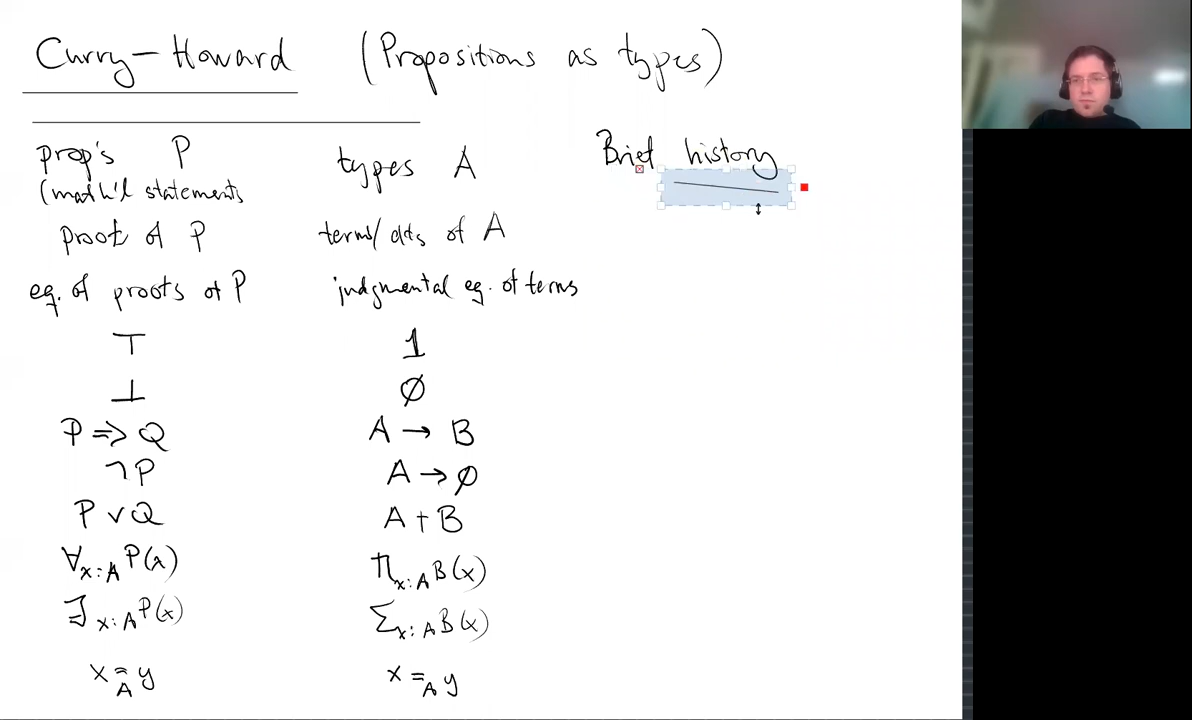 Curry-Howard (Propositions as types)
prop's P types A Brief history
(math'l statements
proof of P terms/elts of A
eq. of proofs of P judgmental eq. of terms
⊤ 1
⊥ ∅
P ⇒ Q A → B
¬P A → ∅
P ∨ Q A + B
∀x:A P(x) Πx:A B(x)
∃x:A P(x) Σx:A B(x)
x =A y x =A y